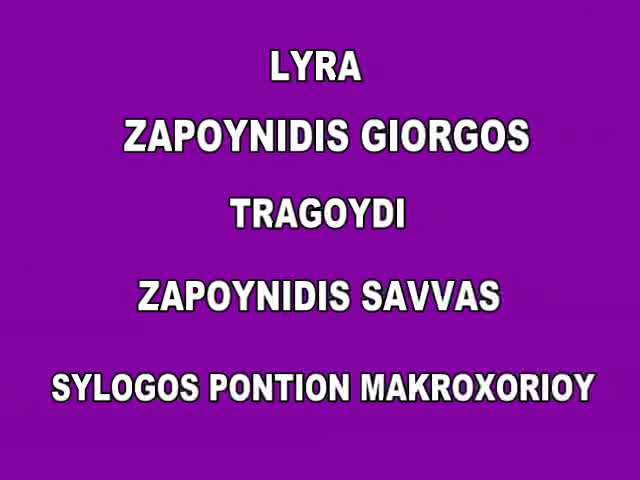 LYRA
ZAPOYNIDIS GIORGOS
TRAGOYDI
ZAPOYNIDIS SAVVAS
SYLOGOS PONTION MAKROXORIOY